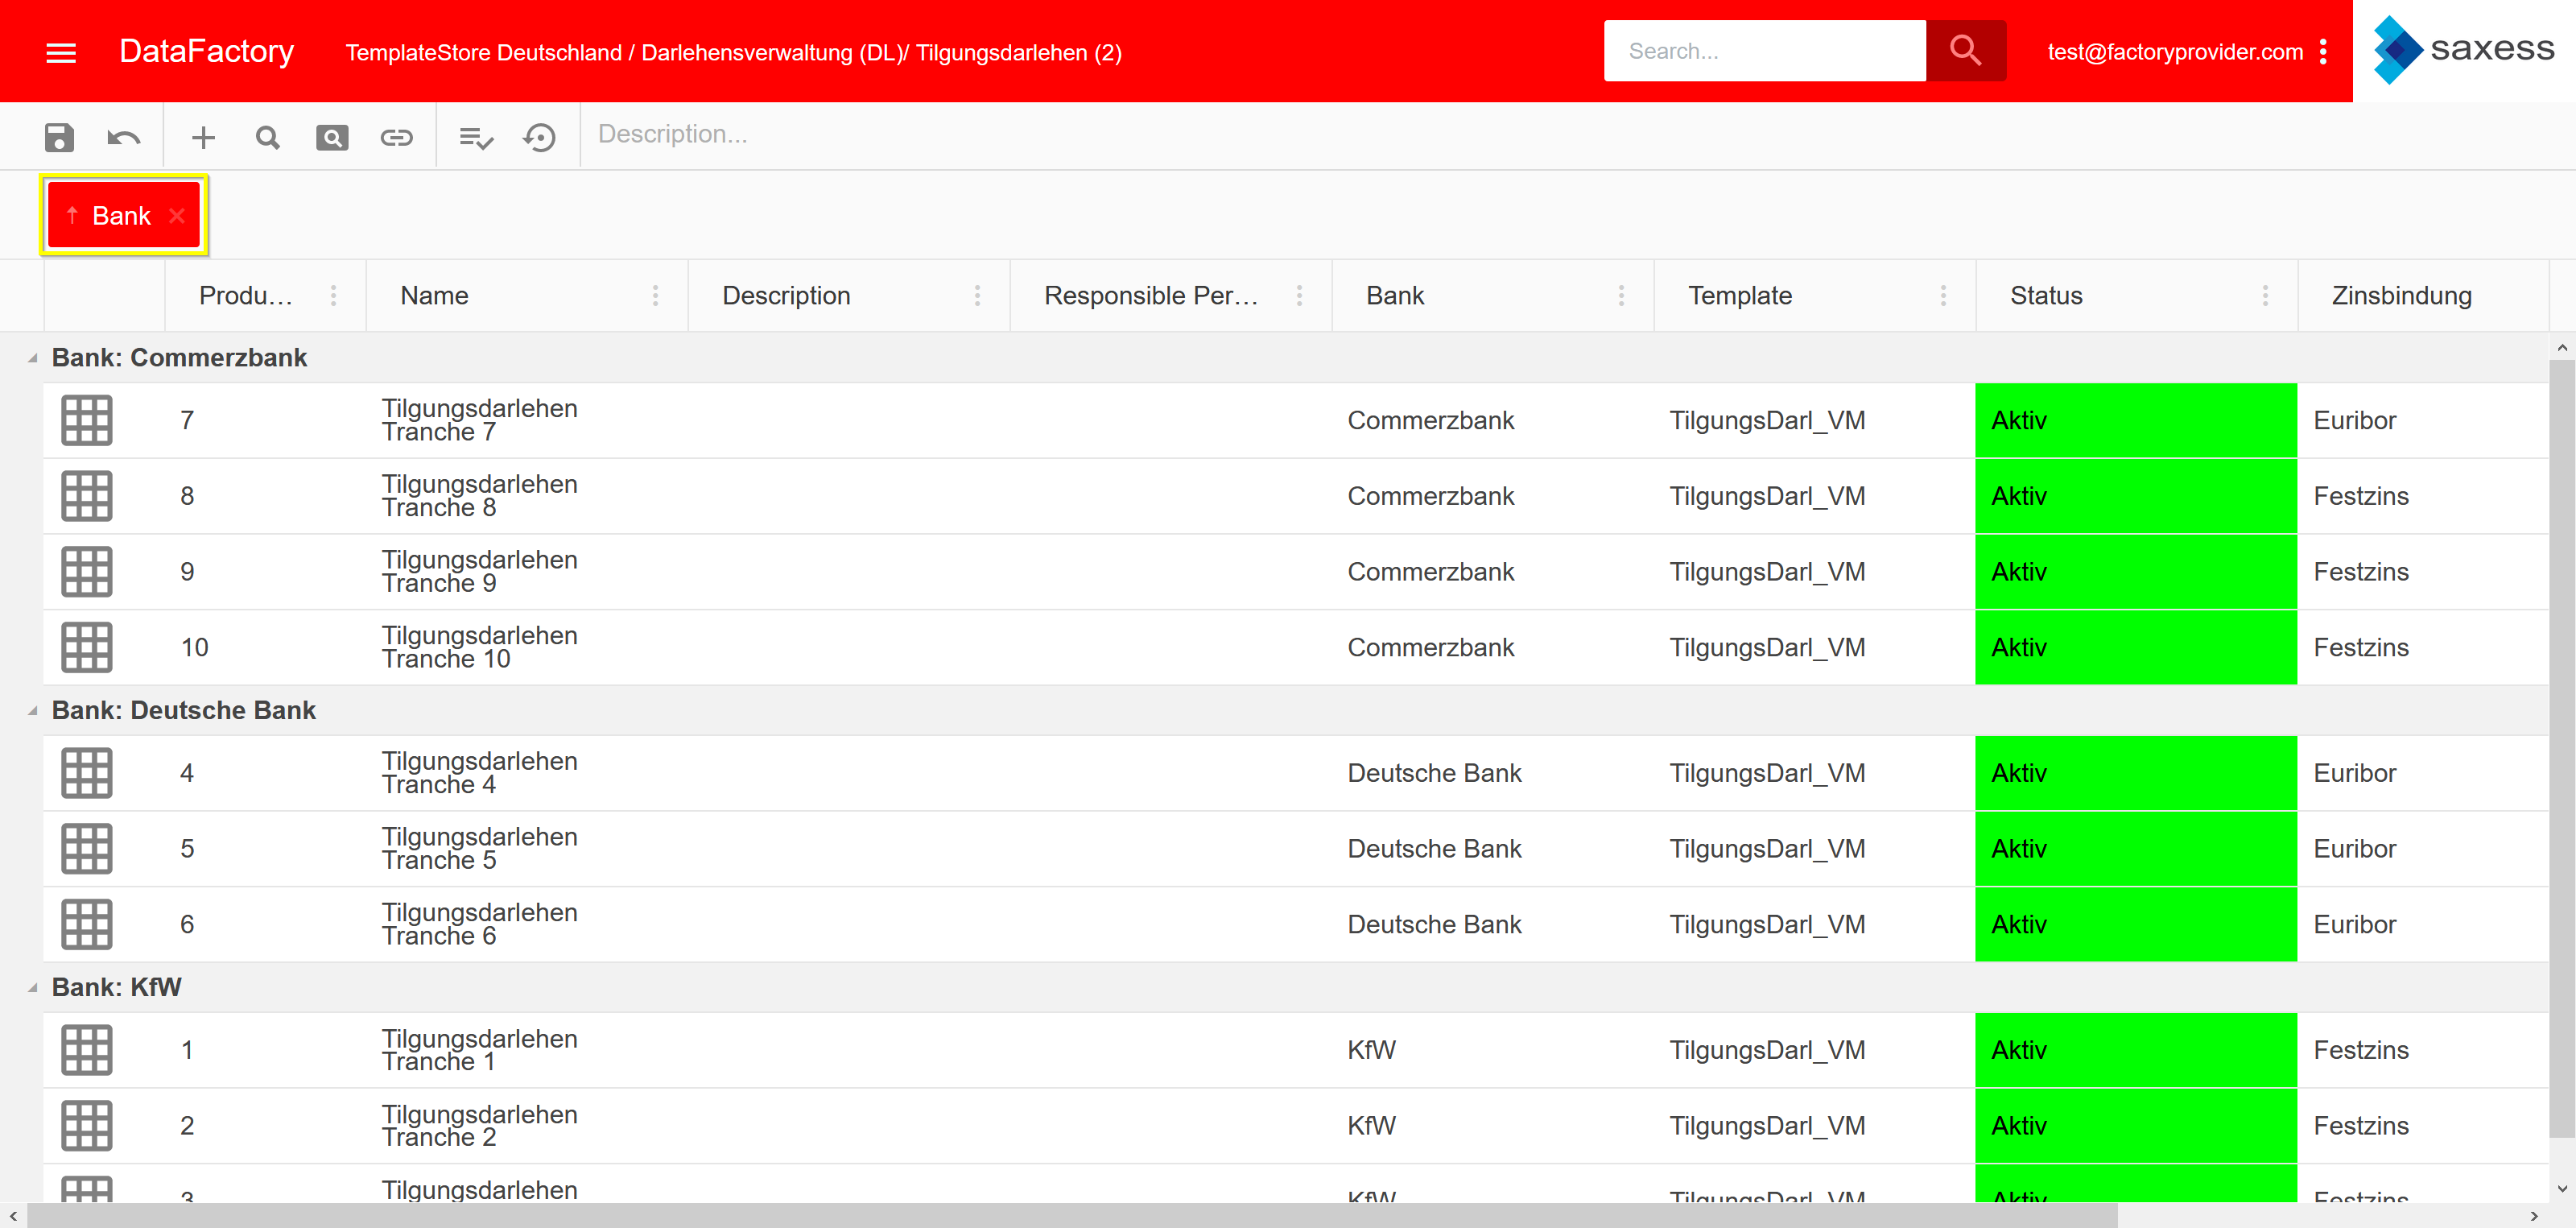 DataFactory TemplateStore Deutschland / Darlehensverwaltung (DL)/ Tilgungsdarlehen (2) Search... test@factoryprovider.com saxess
Description...
Bank
Produ... Name Description Responsible Per... Bank Template Status Zinsbindung
Bank: Commerzbank
7 Tilgungsdarlehen Tranche 7 Commerzbank TilgungsDarl_VM Aktiv Euribor
8 Tilgungsdarlehen Tranche 8 Commerzbank TilgungsDarl_VM Aktiv Festzins
9 Tilgungsdarlehen Tranche 9 Commerzbank TilgungsDarl_VM Aktiv Festzins
10 Tilgungsdarlehen Tranche 10 Commerzbank TilgungsDarl_VM Aktiv Festzins
Bank: Deutsche Bank
4 Tilgungsdarlehen Tranche 4 Deutsche Bank TilgungsDarl_VM Aktiv Euribor
5 Tilgungsdarlehen Tranche 5 Deutsche Bank TilgungsDarl_VM Aktiv Euribor
6 Tilgungsdarlehen Tranche 6 Deutsche Bank TilgungsDarl_VM Aktiv Euribor
Bank: KfW
1 Tilgungsdarlehen Tranche 1 KfW TilgungsDarl_VM Aktiv Festzins
2 Tilgungsdarlehen Tranche 2 KfW TilgungsDarl_VM Aktiv Festzins
3 Tilgungsdarlehen KfW TilgungsDarl_VM Aktiv Festzins